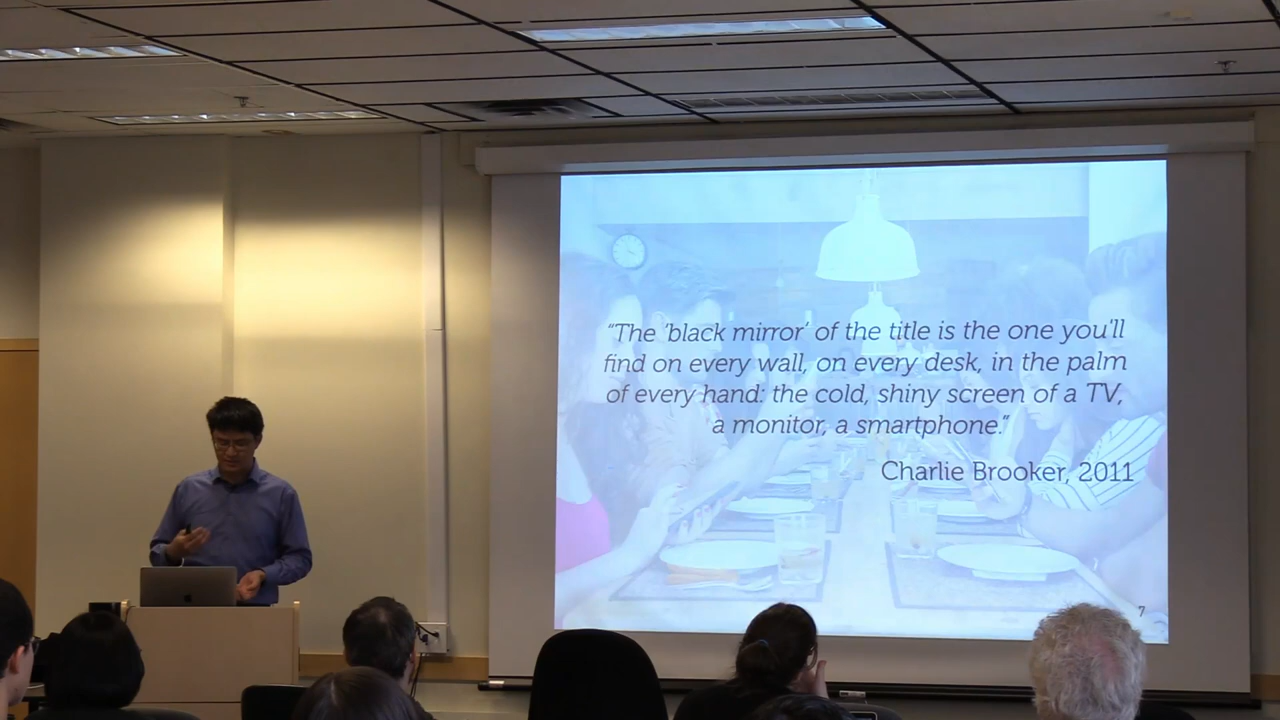 “The ‘black mirror’ of the title is the one you'll
find on every wall, on every desk, in the palm
of every hand: the cold, shiny screen of a TV,
a monitor, a smartphone.”
Charlie Brooker, 2011
7